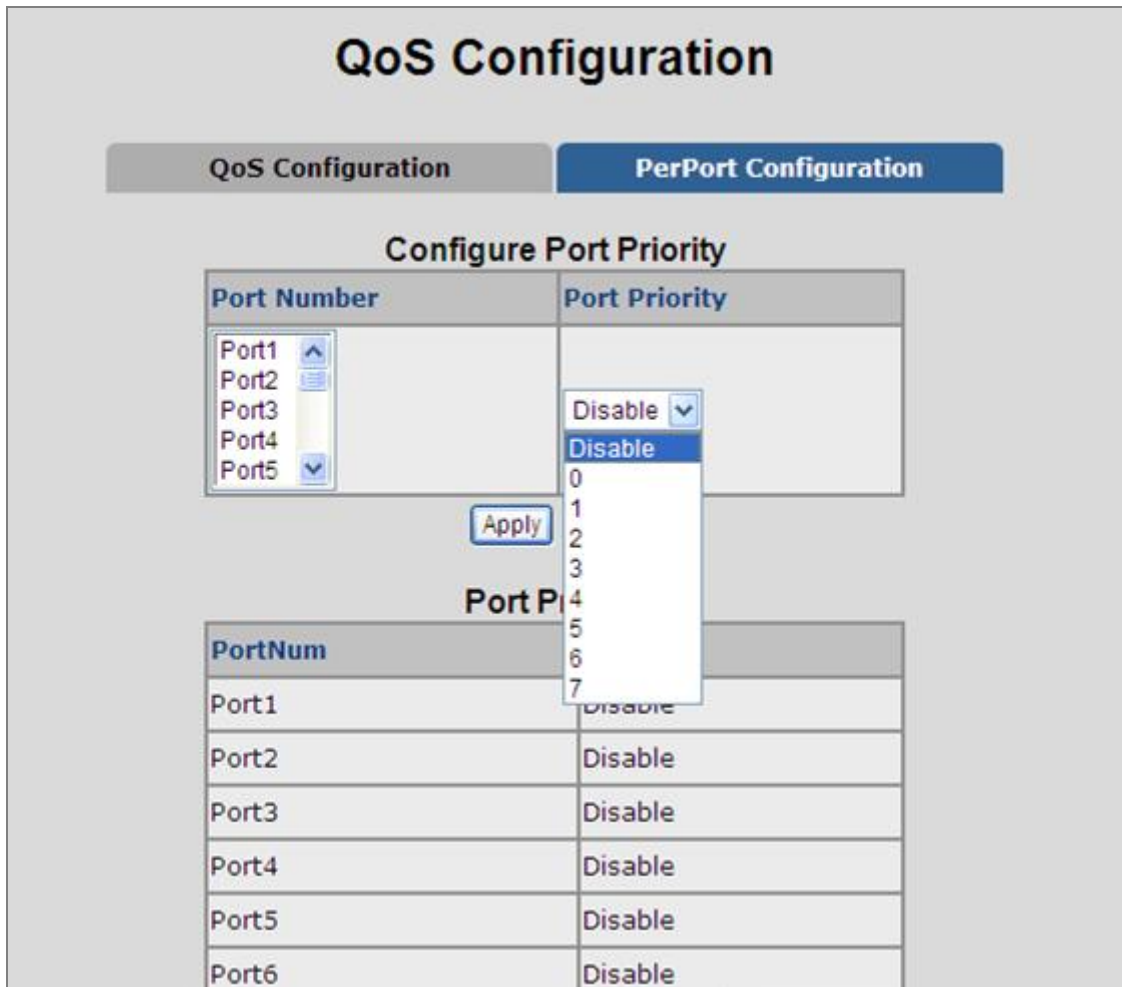 QoS Configuration
QoS Configuration PerPort Configuration
Configure Port Priority
Port Number Port Priority
Port1
Port2
Port3
Port4
Port5
Disable
Disable
0
1
2
3
4
5
6
7
Apply
Port
PortNum
Port1 Disable
Port2 Disable
Port3 Disable
Port4 Disable
Port5 Disable
Port6 Disable